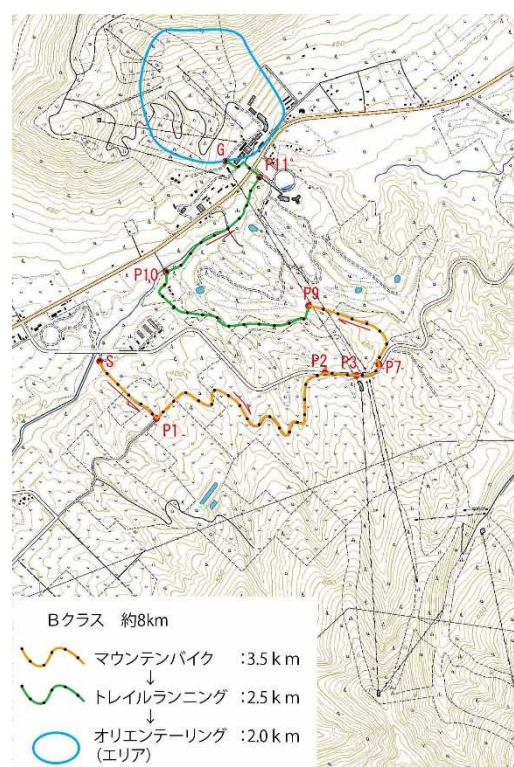 G
P11
P10
P9
S
P2
P3
P7
P1
Bクラス 約8km
マウンテンバイク :3.5km
↓
トレイルランニング :2.5km
↓
オリエンテーリング :2.0km
(エリア)